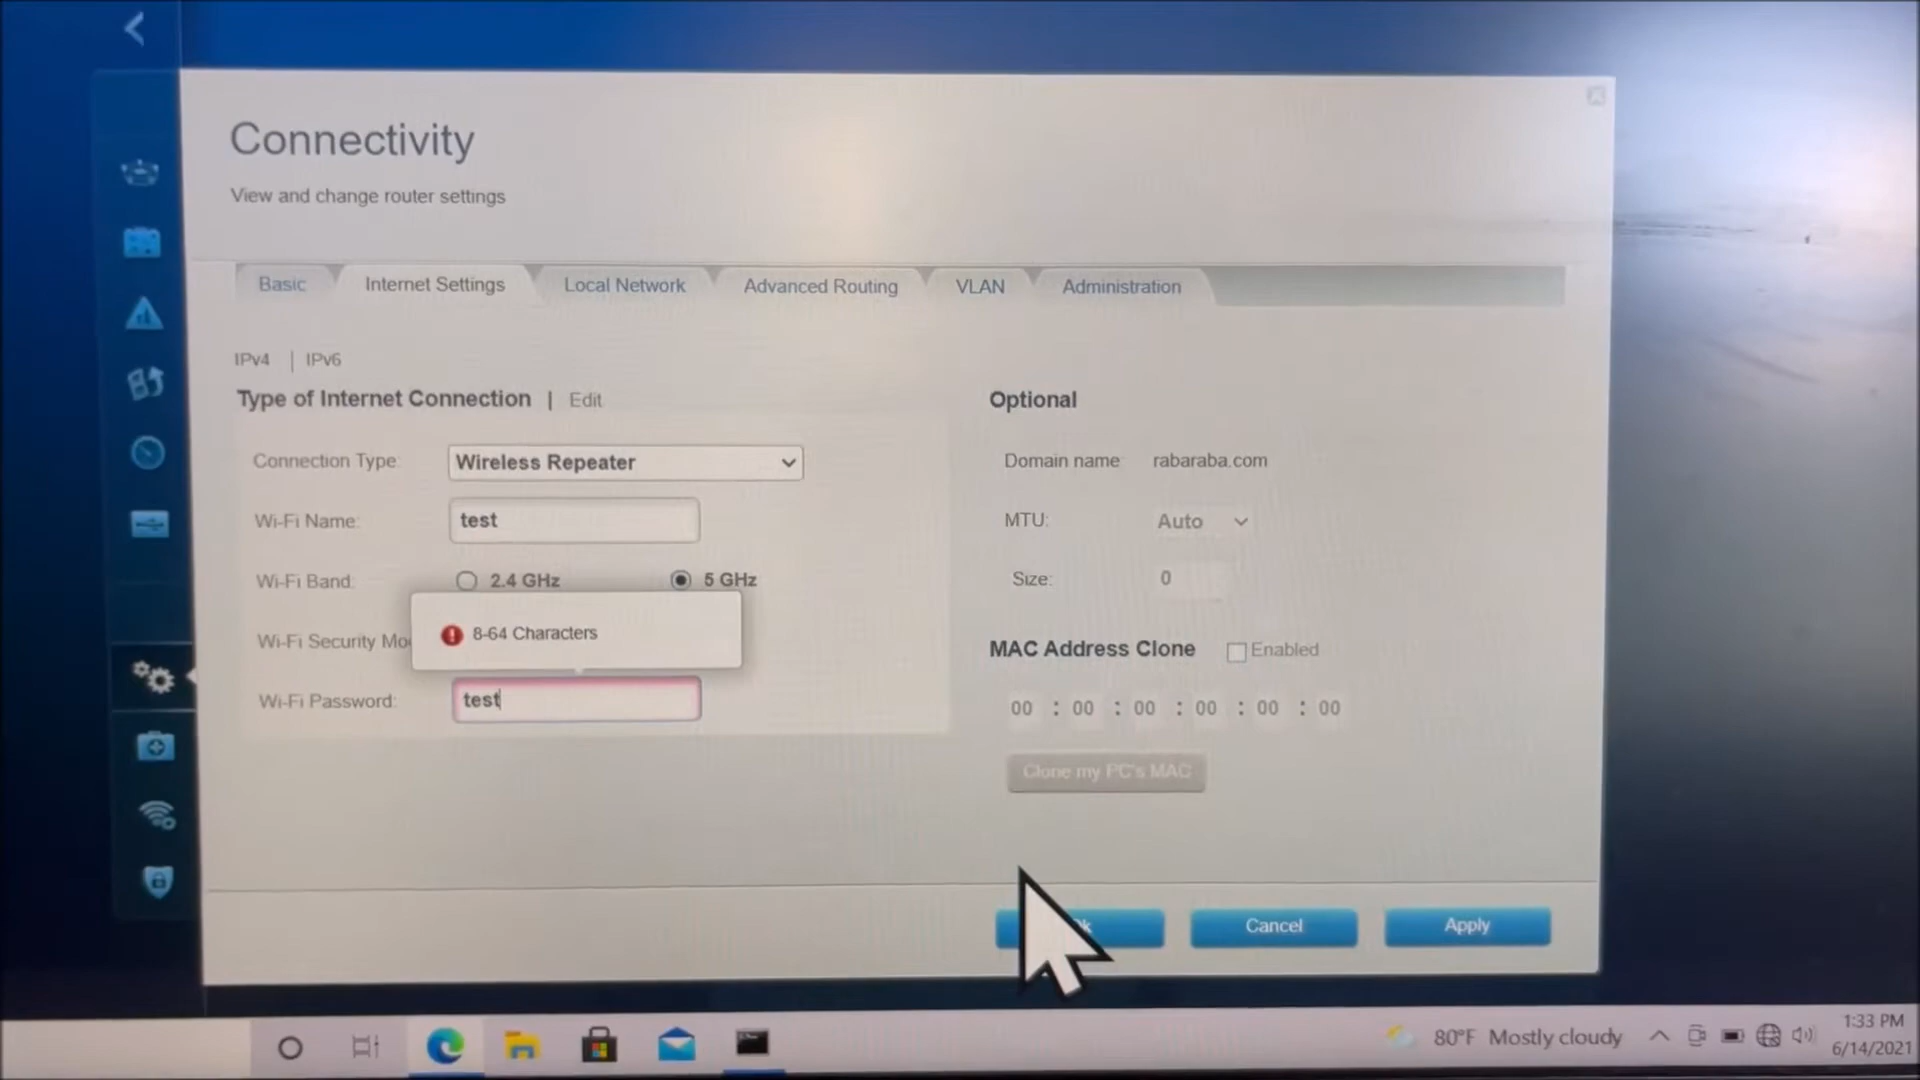 Connectivity
View and change router settings
Basic
Internet Settings
Local Network
Advanced Routing
VLAN
Administration
IPv4 | IPv6
Type of Internet Connection | Edit
Connection Type:
Wireless Repeater
Wi-Fi Name:
test
Wi-Fi Band:
2.4 GHz
5 GHz
8-64 Characters
Wi-Fi Security Mo
Wi-Fi Password:
test
Optional
Domain name:
rabaraba.com
MTU:
Auto
Size:
0
MAC Address Clone
Enabled
00 : 00 : 00 : 00 : 00 : 00
Clone my PC's MAC
Cancel
Apply
80°F Mostly cloudy
1:33 PM
6/14/2021